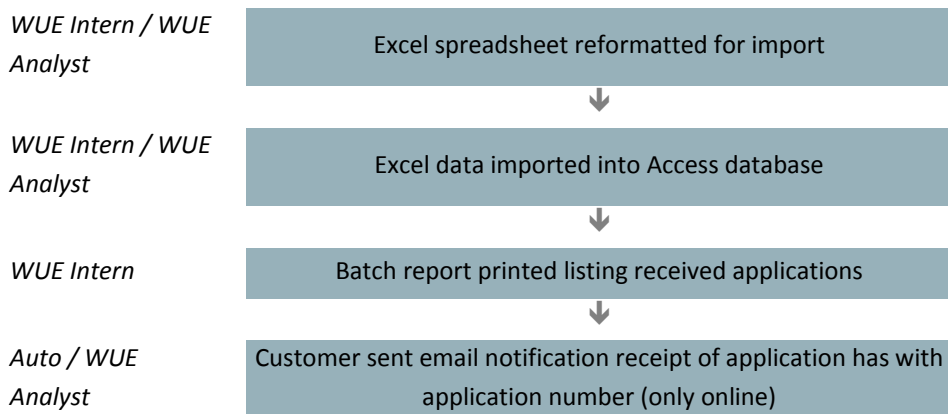 WUE Intern / WUE
Analyst
Excel spreadsheet reformatted for import
WUE Intern / WUE
Analyst
Excel data imported into Access database
WUE Intern
Batch report printed listing received applications
Auto / WUE
Analyst
Customer sent email notification receipt of application has with
application number (only online)